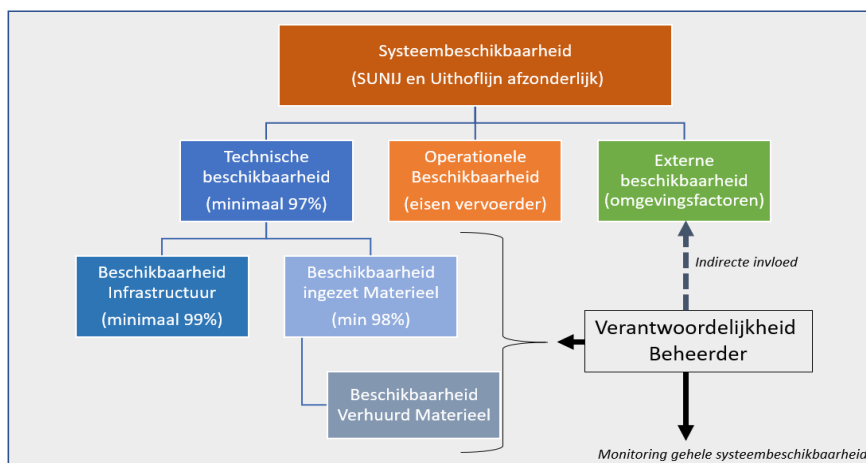 Systeembeschikbaarheid
(SUNIJ en Uithoflijn afzonderlijk)
Technische
beschikbaarheid
(minimaal 97%)
Operationele
Beschikbaarheid
(eisen vervoerder)
Externe
beschikbaarheid
(omgevingsfactoren)
Beschikbaarheid
Infrastructuur
(minimaal 99%)
Beschikbaarheid
ingezet Materieel
(min 98%)
Indirecte invloed
Verantwoordelijkheid
Beheerder
Beschikbaarheid
Verhuurd Materieel
Monitoring gehele systeembeschikbaarheid